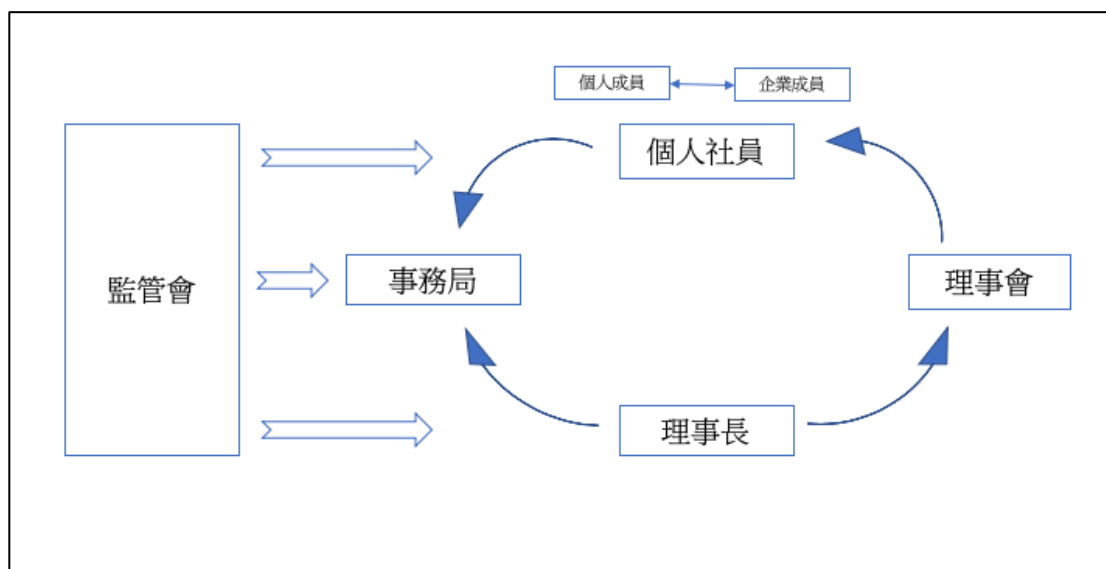 個人成員
企業成員
個人社員
監管會
事務局
理事會
理事長